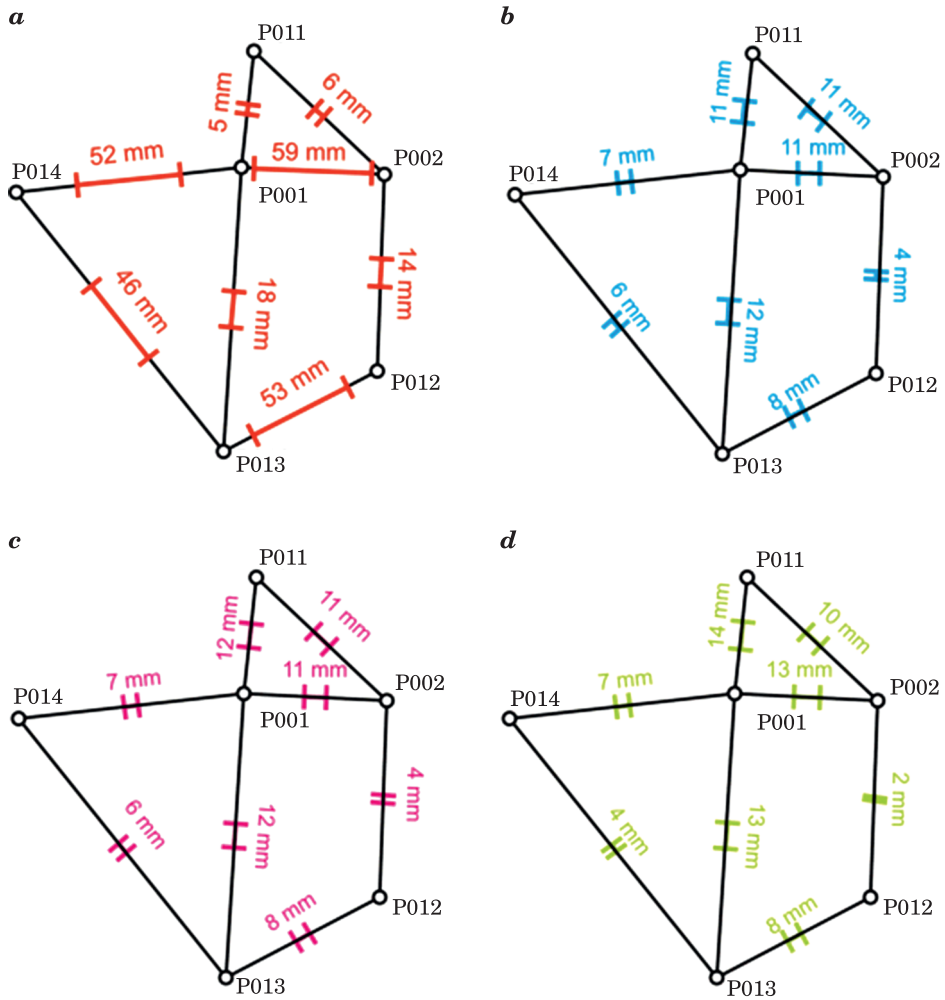 a
P011
5 mm
6 mm
52 mm
59 mm
P014
P002
P001
46 mm
18 mm
14 mm
53 mm
P012
P013
b
P011
11 mm
11 mm
7 mm
11 mm
P014
P002
P001
6 mm
12 mm
4 mm
8 mm
P012
P013
c
P011
12 mm
11 mm
7 mm
11 mm
P014
P002
P001
6 mm
12 mm
4 mm
8 mm
P012
P013
d
P011
14 mm
10 mm
7 mm
13 mm
P014
P002
P001
4 mm
13 mm
2 mm
8 mm
P012
P013